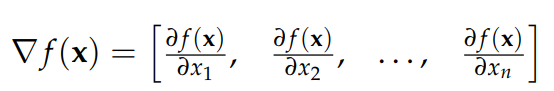 ∇f(𝐱) = [∂f(𝐱)/∂x₁, ∂f(𝐱)/∂x₂, ..., ∂f(𝐱)/∂xₙ]